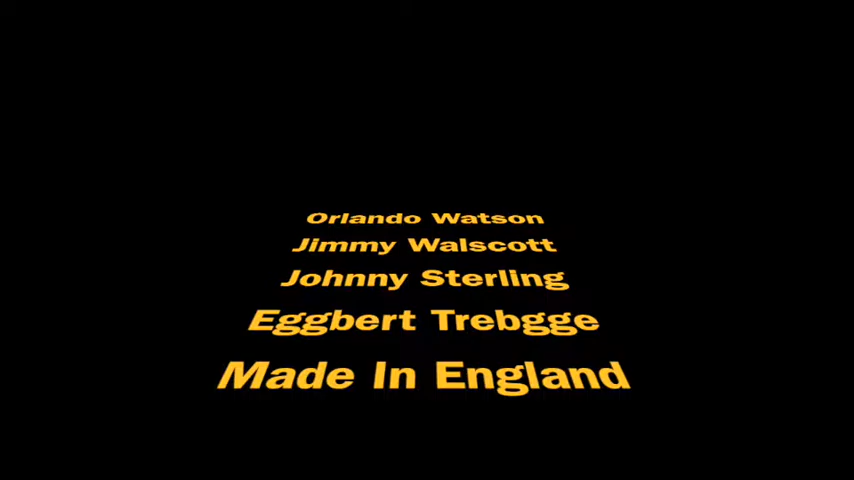 Orlando Watson
Jimmy Walscott
Johnny Sterling
Eggbert Trebgge
Made In England